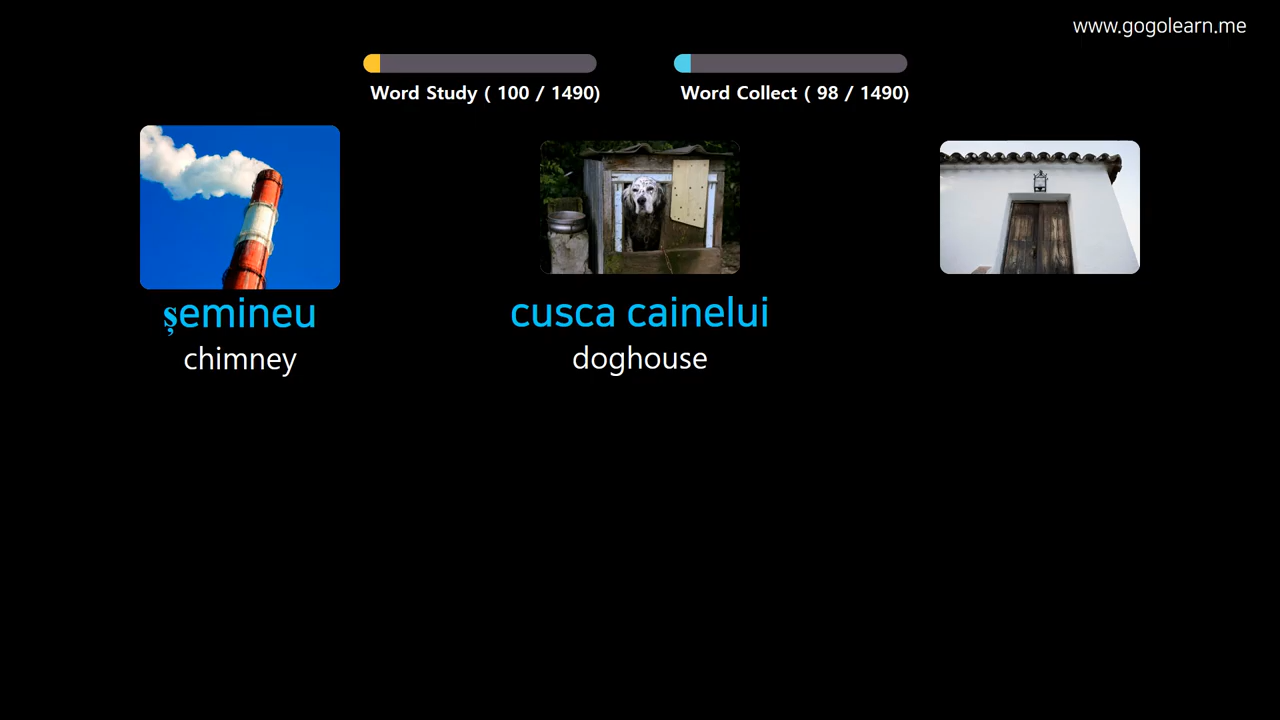 www.gogolearn.me
Word Study ( 100 / 1490)
Word Collect ( 98 / 1490)
șemineu
chimney
cusca cainelui
doghouse